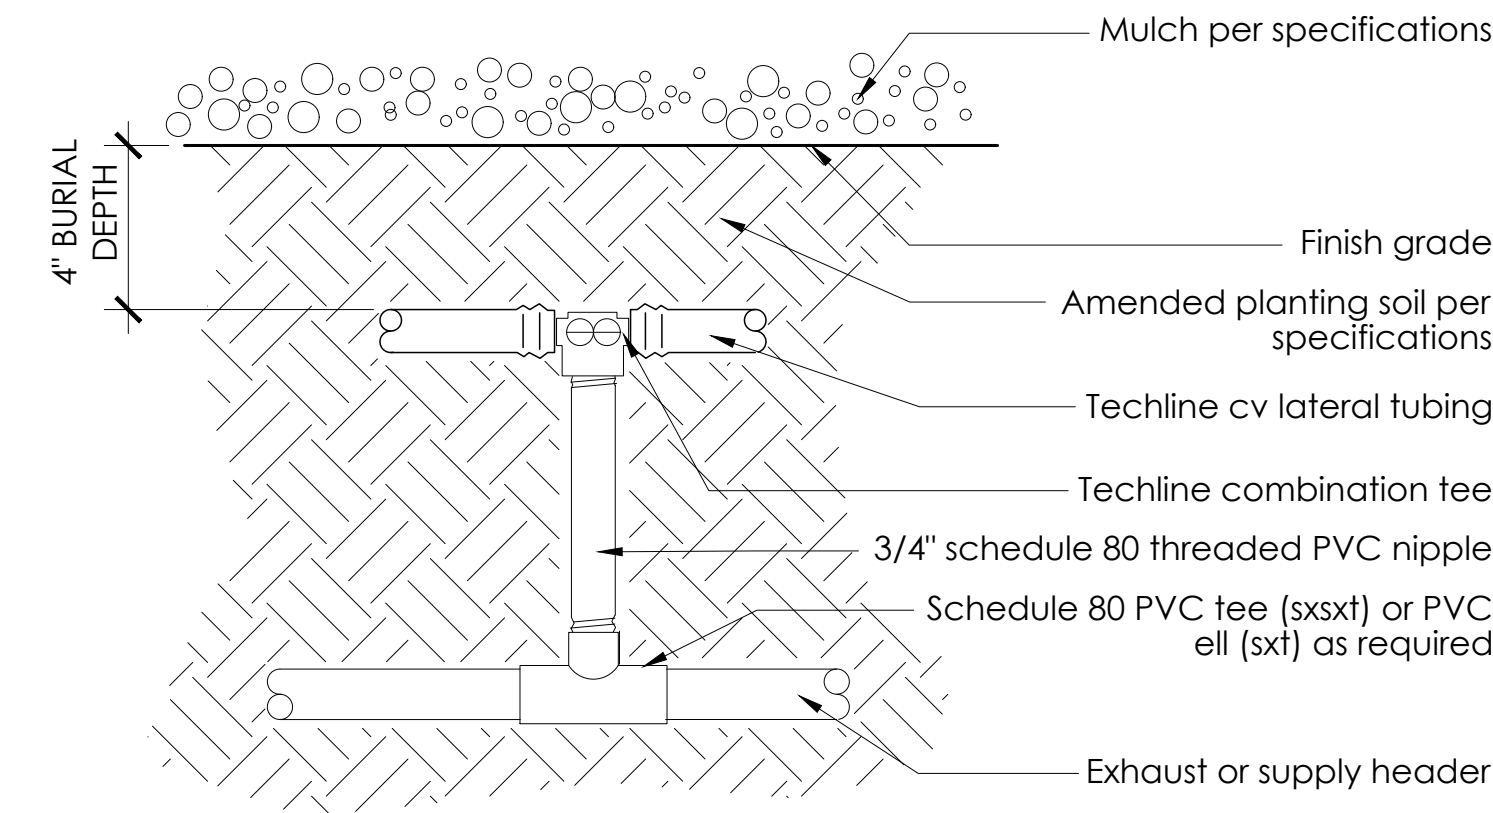 Mulch per specifications
4" BURIAL
DEPTH
Finish grade
Amended planting soil per
specifications
Techline cv lateral tubing
Techline combination tee
3/4" schedule 80 threaded PVC nipple
Schedule 80 PVC tee (sxsxt) or PVC
ell (sxt) as required
Exhaust or supply header